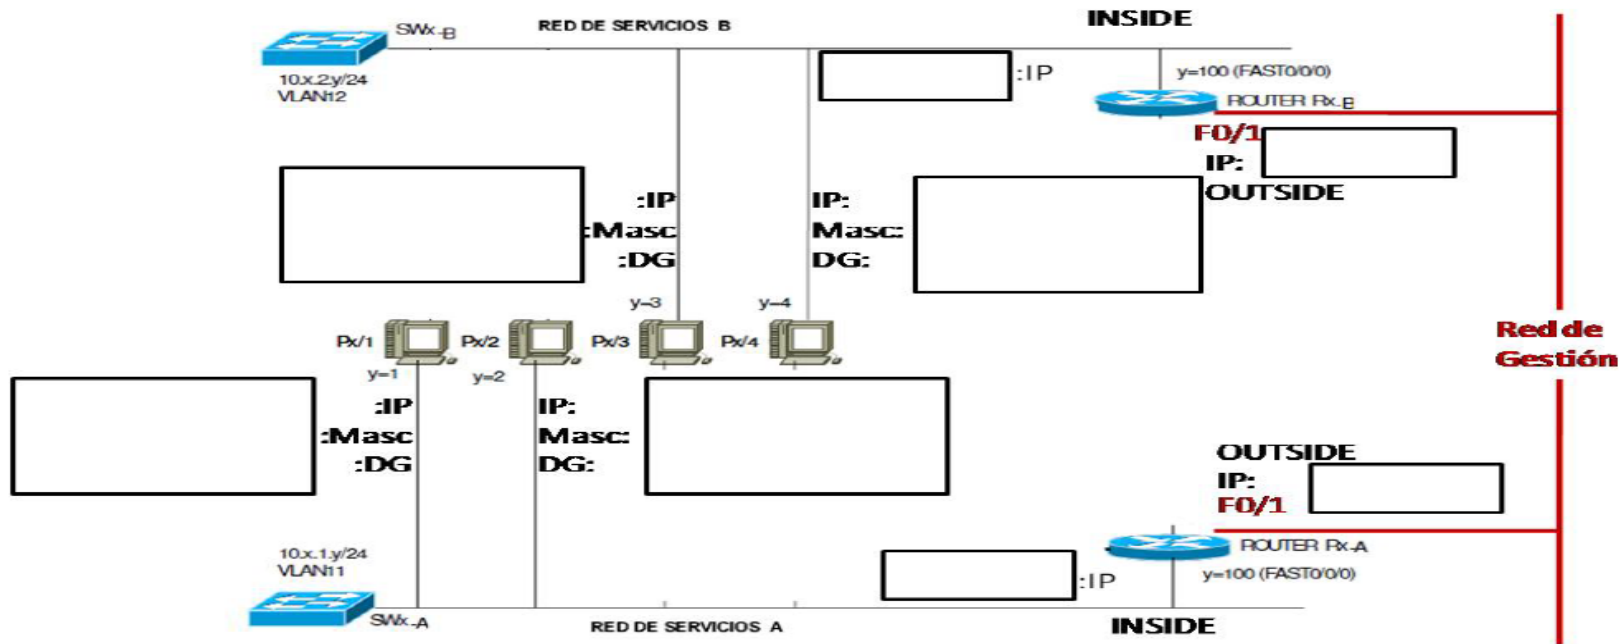 INSIDE
RED DE SERVICIOS B
SWx-B
10.x.2.y/24
VLAN12
:IP
y=100 (FAST0/0/0)
ROUTER Rx-B
F0/1
IP:
OUTSIDE
:IP
:Masc
:DG
IP:
Masc:
DG:
y=3
y=4
Px/1
Px/2
Px/3
Px/4
Red de
Gestión
y=1
y=2
:IP
:Masc
:DG
IP:
Masc:
DG:
OUTSIDE
IP:
F0/1
10.x.1.y/24
VLAN11
:IP
ROUTER Rx-A
y=100 (FAST0/0/0)
SWx-A
RED DE SERVICIOS A
INSIDE